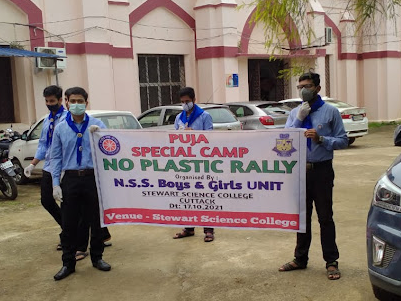 PUJA
SPECIAL CAMP
NO PLASTIC RALLY
Organised By :
N.S.S. Boys & Girls UNIT
STEWART SCIENCE COLLEGE
CUTTACK
Dt: 17.10.2021
Venue - Stewart Science College